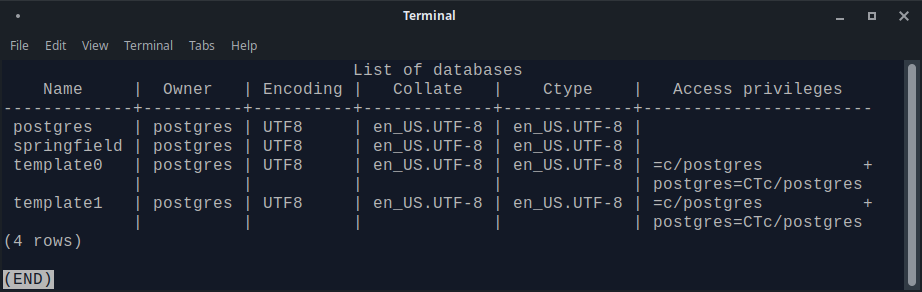 Terminal
File Edit View Terminal Tabs Help
                                   List of databases
    Name     |  Owner   | Encoding |   Collate   |    Ctype    |   Access privileges
-------------+----------+----------+-------------+-------------+-----------------------
 postgres    | postgres | UTF8     | en_US.UTF-8 | en_US.UTF-8 |
 springfield | postgres | UTF8     | en_US.UTF-8 | en_US.UTF-8 |
 template0   | postgres | UTF8     | en_US.UTF-8 | en_US.UTF-8 | =c/postgres          +
             |          |          |             |             | postgres=CTc/postgres
 template1   | postgres | UTF8     | en_US.UTF-8 | en_US.UTF-8 | =c/postgres          +
             |          |          |             |             | postgres=CTc/postgres
(4 rows)

(END)